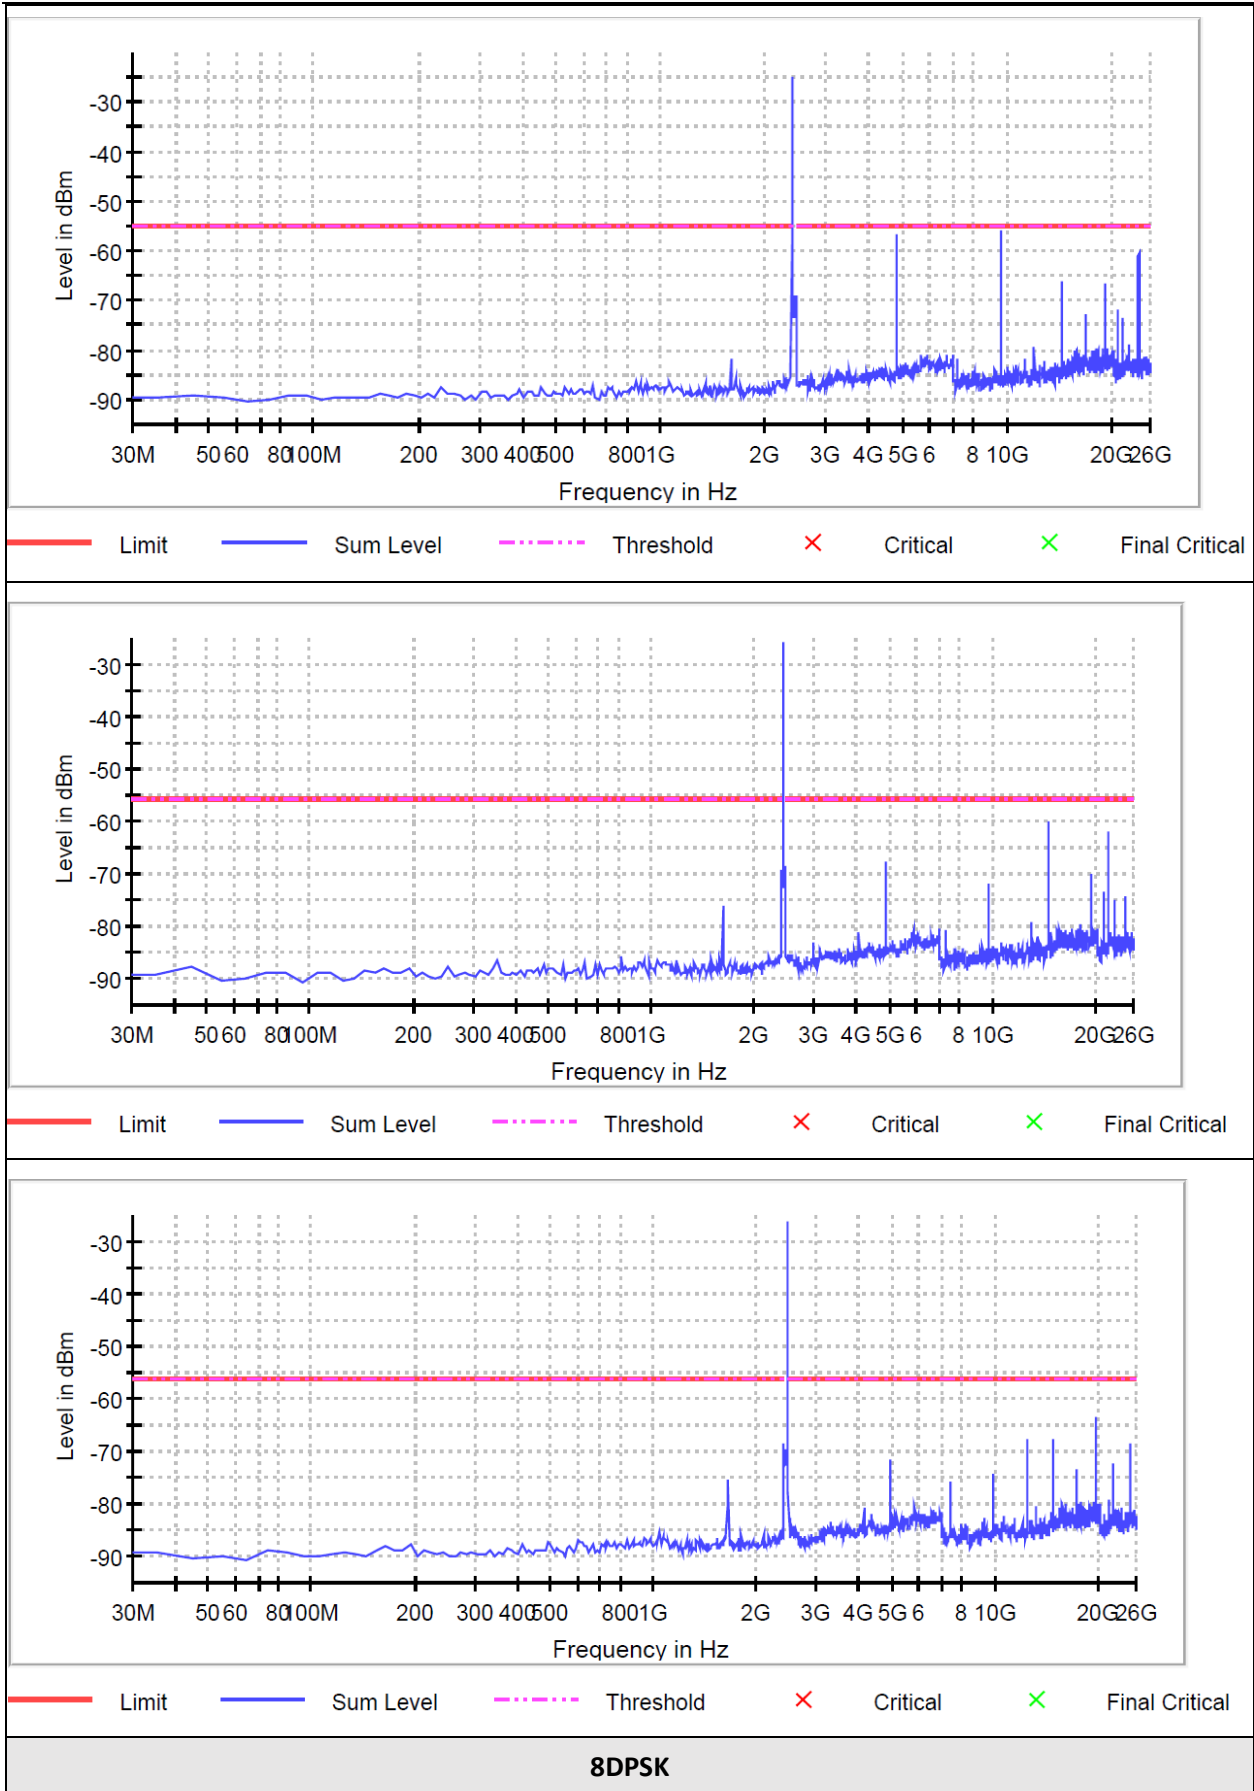 -30
-40
-50
-60
-70
-80
-90
Level in dBm
30M 50 60 80 100M 200 300 400 500 800 1G 2G 3G 4G 5G 6 8 10G 20G 26G
Frequency in Hz
Limit Sum Level Threshold Critical Final Critical
-30
-40
-50
-60
-70
-80
-90
Level in dBm
30M 50 60 80 100M 200 300 400 500 800 1G 2G 3G 4G 5G 6 8 10G 20G 26G
Frequency in Hz
Limit Sum Level Threshold Critical Final Critical
-30
-40
-50
-60
-70
-80
-90
Level in dBm
30M 50 60 80 100M 200 300 400 500 800 1G 2G 3G 4G 5G 6 8 10G 20G 26G
Frequency in Hz
Limit Sum Level Threshold Critical Final Critical
8DPSK